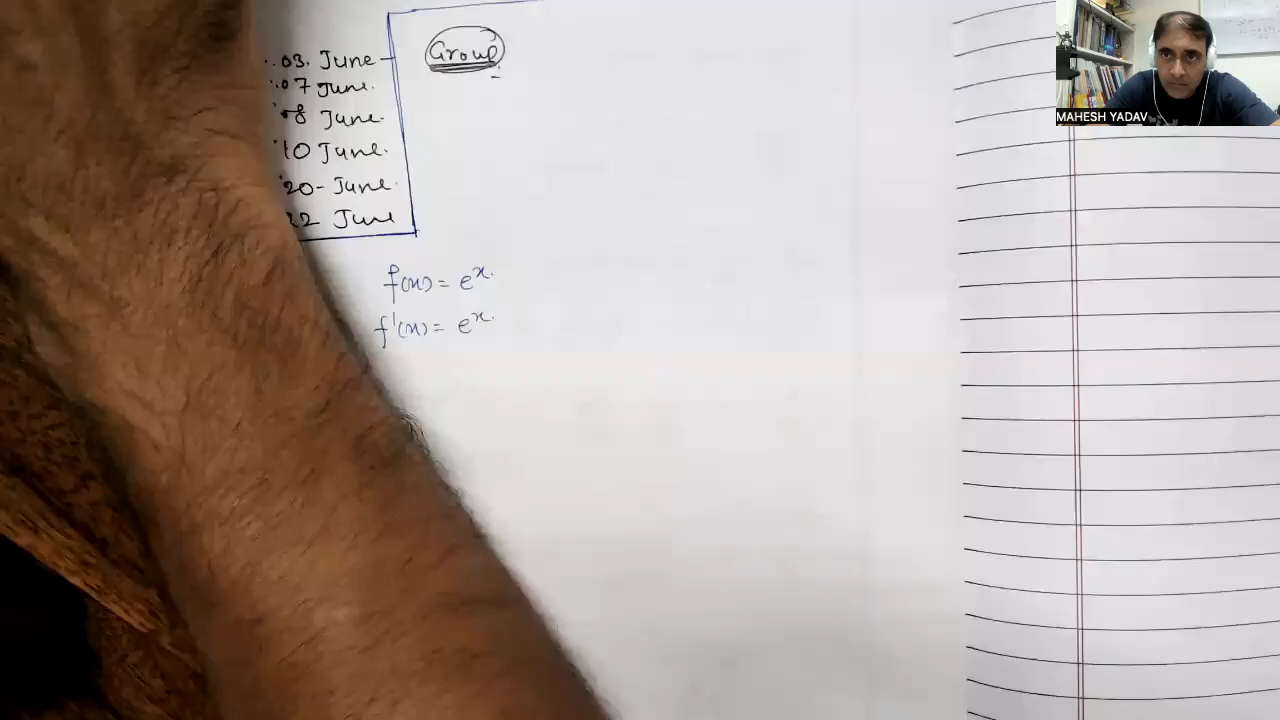 03. June
Group
07 June.
8 June.
10 June.
20 - June.
22 June
f(x) = e^x.
f'(x) = e^x.
MAHESH YADAV